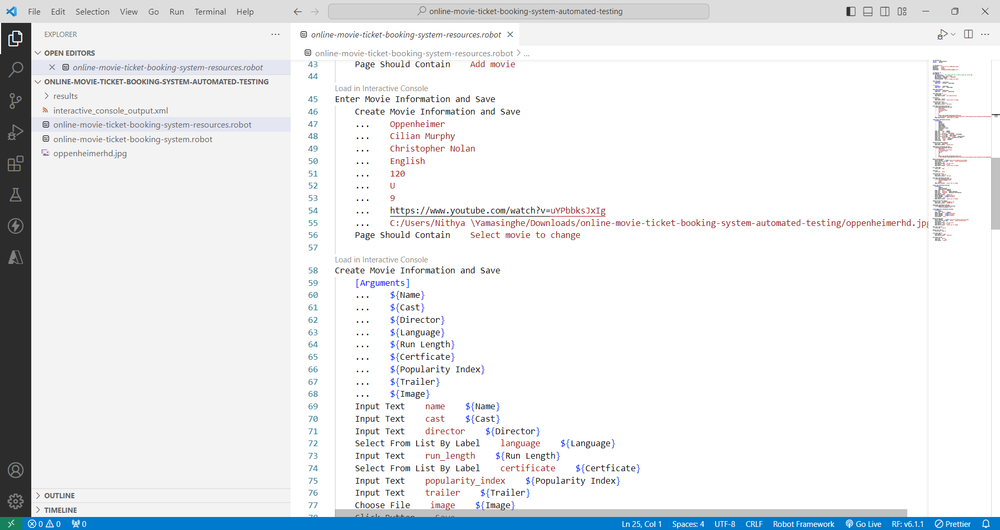 File Edit Selection View Go Run Terminal Help
online-movie-ticket-booking-system-automated-testing
EXPLORER
OPEN EDITORS
online-movie-ticket-booking-system-resources.robot
ONLINE-MOVIE-TICKET-BOOKING-SYSTEM-AUTOMATED-TESTING
results
interactive_console_output.xml
online-movie-ticket-booking-system-resources.robot
online-movie-ticket-booking-system.robot
oppenheimerhd.jpg
OUTLINE
TIMELINE
online-movie-ticket-booking-system-resources.robot
online-movie-ticket-booking-system-resources.robot > ...
43 Page Should Contain    Add movie
44
Load in Interactive Console
45 Enter Movie Information and Save
46 Create Movie Information and Save
47 ...    Oppenheimer
48 ...    Cilian Murphy
49 ...    Christopher Nolan
50 ...    English
51 ...    120
52 ...    U
53 ...    9
54 ...    https://www.youtube.com/watch?v=uYPbbksJxIg
55 ...    C:/Users/Nithya \Yamasinghe/Downloads/online-movie-ticket-booking-system-automated-testing/oppenheimerhd.jpg
56 Page Should Contain    Select movie to change
57
Load in Interactive Console
58 Create Movie Information and Save
59 [Arguments]
60 ...    ${Name}
61 ...    ${Cast}
62 ...    ${Director}
63 ...    ${Language}
64 ...    ${Run Length}
65 ...    ${Certficate}
66 ...    ${Popularity Index}
67 ...    ${Trailer}
68 ...    ${Image}
69 Input Text    name    ${Name}
70 Input Text    cast    ${Cast}
71 Input Text    director    ${Director}
72 Select From List By Label    language    ${Language}
73 Input Text    run_length    ${Run Length}
74 Select From List By Label    certificate    ${Certficate}
75 Input Text    popularity_index    ${Popularity Index}
76 Input Text    trailer    ${Trailer}
77 Choose File    image    ${Image}
78 Click Button    Save
0 0 0 Ln 25, Col 1 Spaces: 4 UTF-8 CRLF Robot Framework Go Live RF: v6.1.1 Prettier